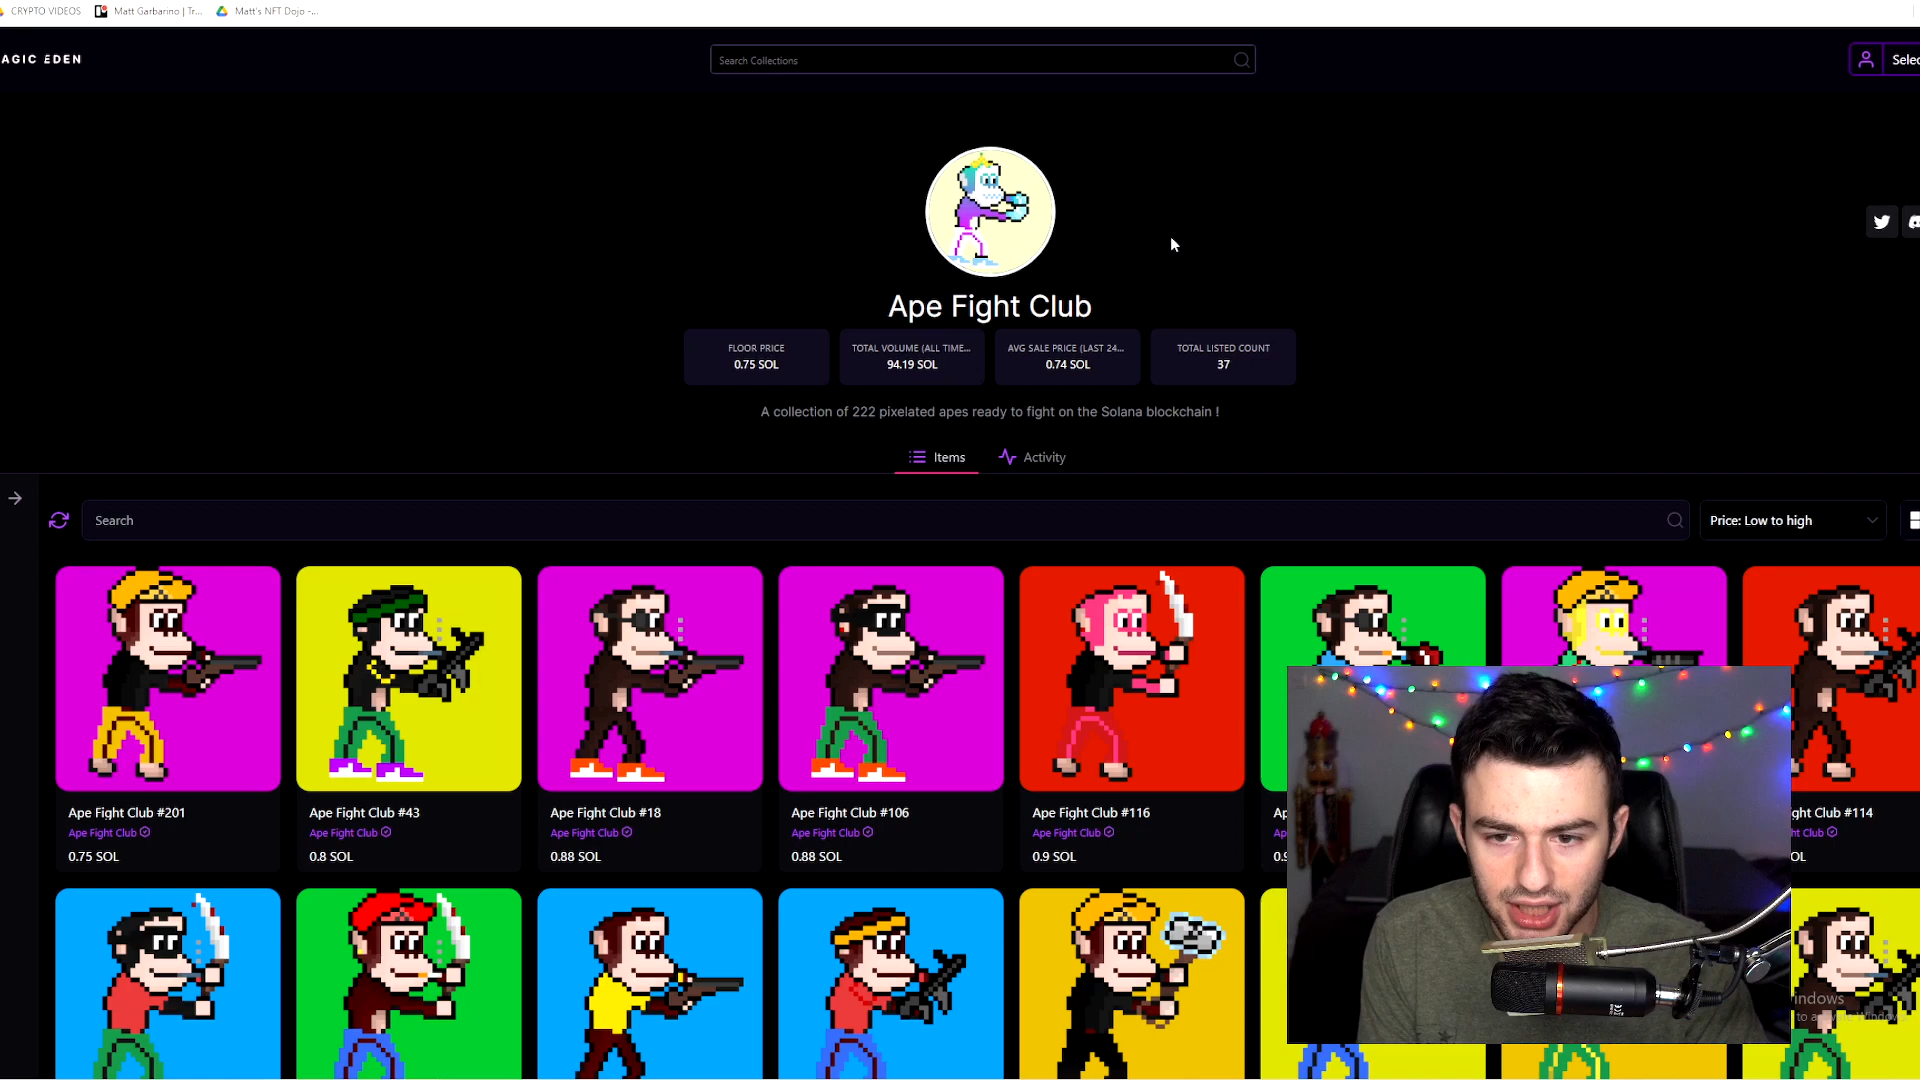 CRYPTO VIDEOS Matt Garbarino | Tr... Matt's NFT Dojo -...
AGIC EDEN
Search Collections
Selec
Ape Fight Club
FLOOR PRICE
0.75 SOL
TOTAL VOLUME (ALL TIME...
94.19 SOL
AVG SALE PRICE (LAST 24...
0.74 SOL
TOTAL LISTED COUNT
37
A collection of 222 pixelated apes ready to fight on the Solana blockchain !
Items Activity
Search
Price: Low to high
Ape Fight Club #201
Ape Fight Club
0.75 SOL
Ape Fight Club #43
Ape Fight Club
0.8 SOL
Ape Fight Club #18
Ape Fight Club
0.88 SOL
Ape Fight Club #106
Ape Fight Club
0.88 SOL
Ape Fight Club #116
Ape Fight Club
0.9 SOL
Ap
Ap
0.9
ht Club #114
ht Club
OL
indows